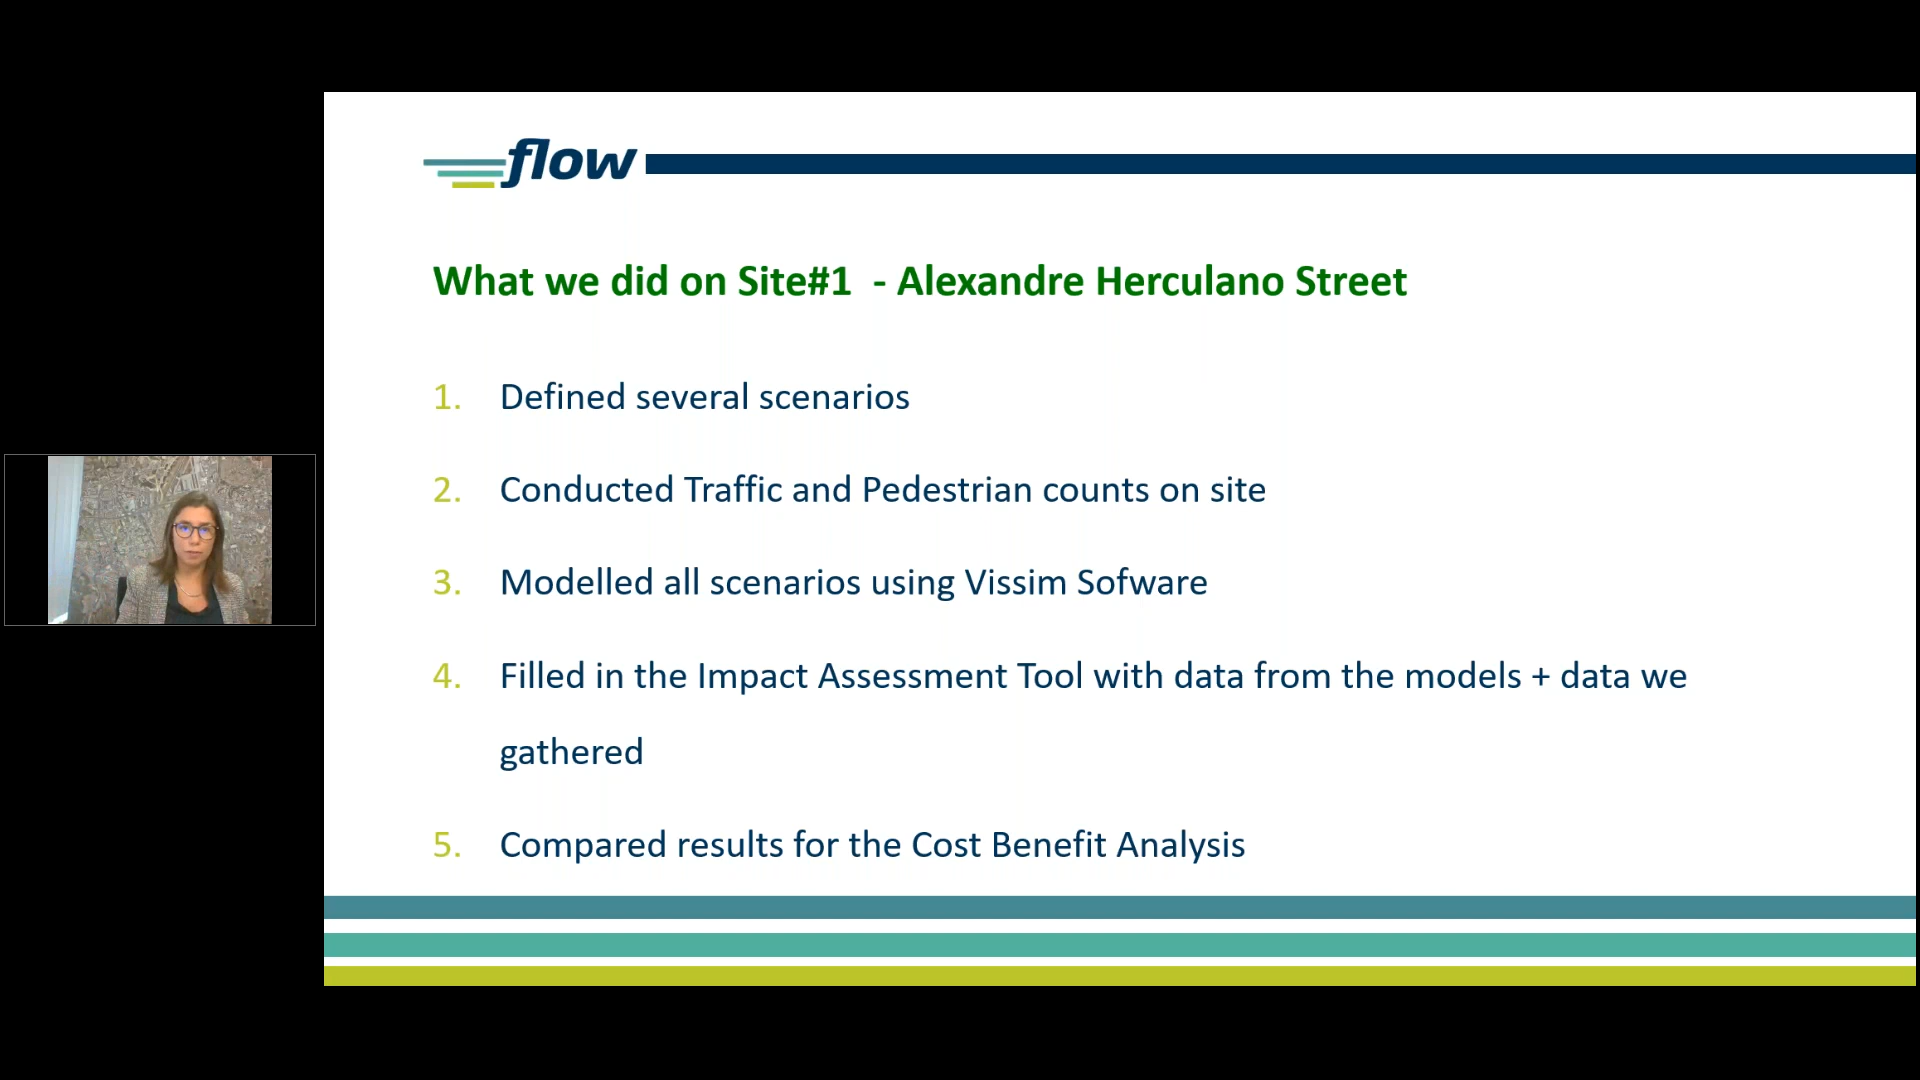 flow
What we did on Site#1 - Alexandre Herculano Street
1. Defined several scenarios
2. Conducted Traffic and Pedestrian counts on site
3. Modelled all scenarios using Vissim Sofware
4. Filled in the Impact Assessment Tool with data from the models + data we
gathered
5. Compared results for the Cost Benefit Analysis